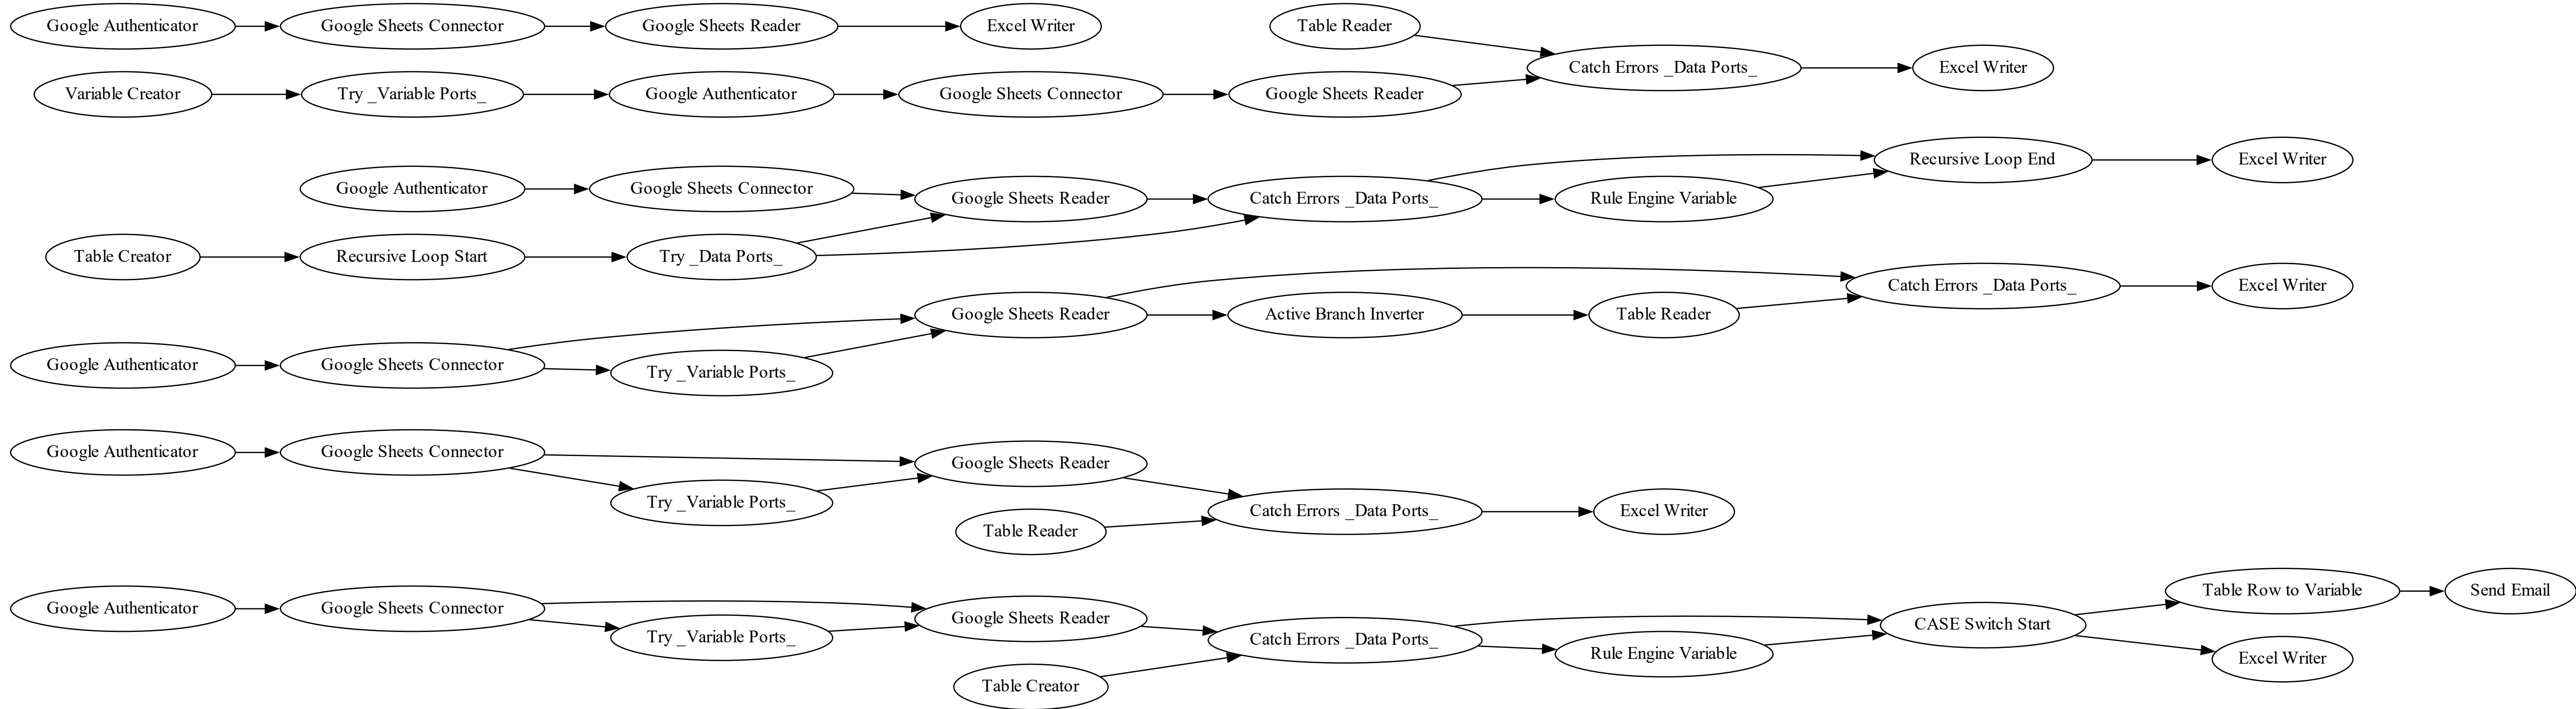 Google Authenticator
Google Sheets Connector
Google Sheets Reader
Excel Writer
Table Reader
Catch Errors _Data Ports_
Excel Writer
Variable Creator
Try _Variable Ports_
Google Authenticator
Google Sheets Connector
Google Sheets Reader
Google Authenticator
Google Sheets Connector
Google Sheets Reader
Catch Errors _Data Ports_
Rule Engine Variable
Recursive Loop End
Excel Writer
Table Creator
Recursive Loop Start
Try _Data Ports_
Google Authenticator
Google Sheets Connector
Try _Variable Ports_
Google Sheets Reader
Active Branch Inverter
Table Reader
Catch Errors _Data Ports_
Excel Writer
Google Authenticator
Google Sheets Connector
Try _Variable Ports_
Google Sheets Reader
Table Reader
Catch Errors _Data Ports_
Excel Writer
Google Authenticator
Google Sheets Connector
Try _Variable Ports_
Google Sheets Reader
Table Creator
Catch Errors _Data Ports_
Rule Engine Variable
CASE Switch Start
Table Row to Variable
Send Email
Excel Writer